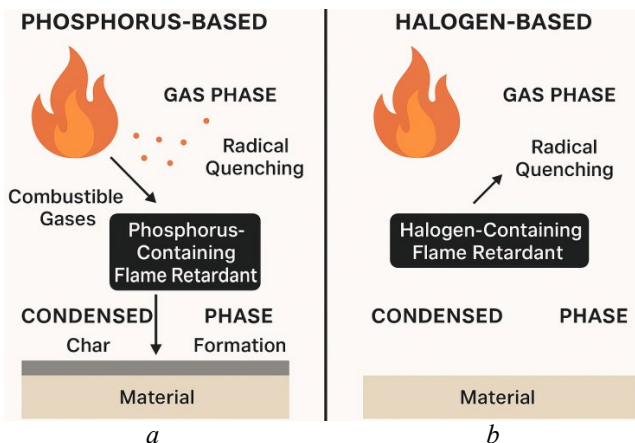 PHOSPHORUS-BASED
GAS PHASE
Radical
Quenching
Combustible
Gases
Phosphorus-
Containing
Flame Retardant
CONDENSED PHASE
Char Formation
Material
a
HALOGEN-BASED
GAS PHASE
Radical
Quenching
Halogen-Containing
Flame Retardant
CONDENSED PHASE
Material
b